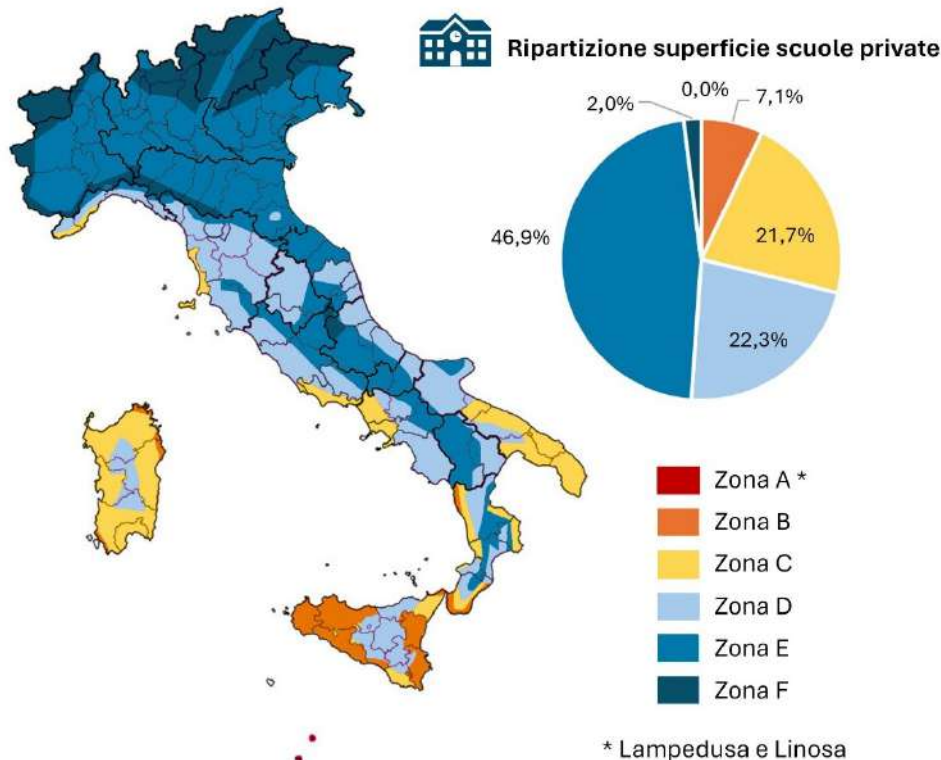 Ripartizione superficie scuole private
0,0%
2,0%
7,1%
46,9%
21,7%
22,3%
Zona A *
Zona B
Zona C
Zona D
Zona E
Zona F
* Lampedusa e Linosa